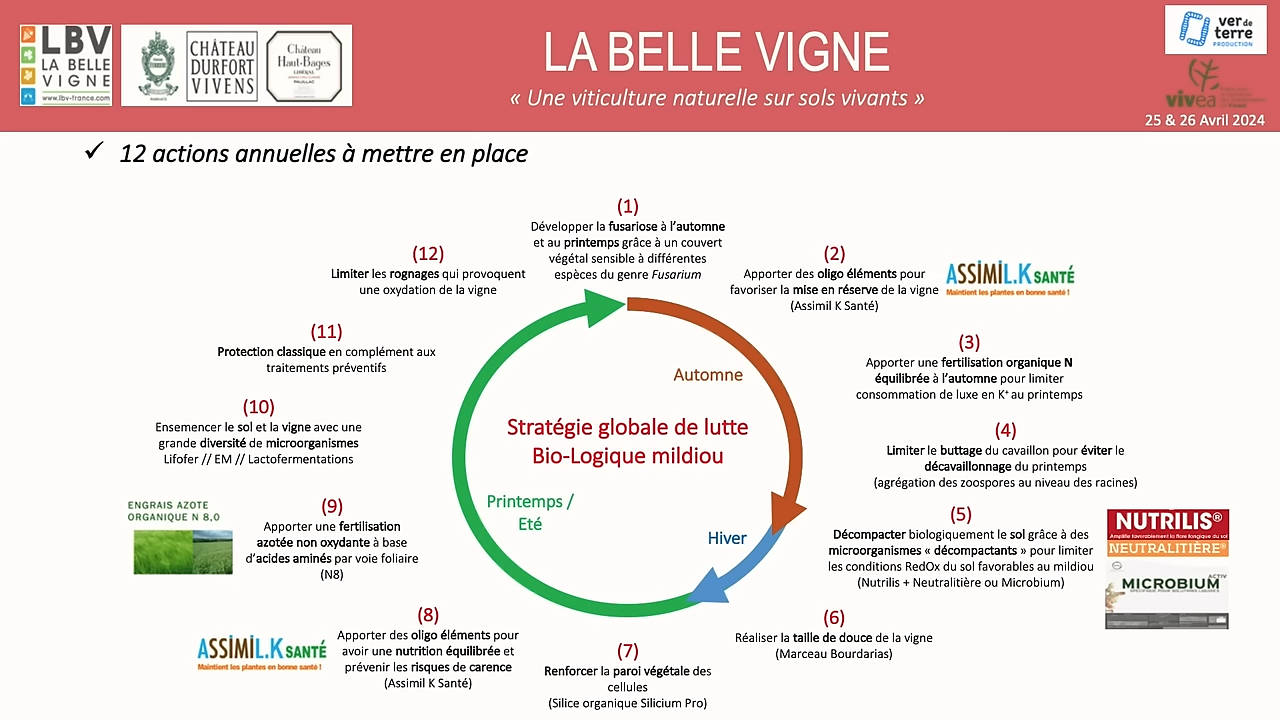 LBV
LA BELLE
VIGNE
www.lbv-france.com
CHÂTEAU
DURFORT
VIVENS
Château
Haut-Bages
LIBÉRAL
PAUILLAC
LA BELLE VIGNE
« Une viticulture naturelle sur sols vivants »
ver de
terre
PRODUCTION
vivea
25 & 26 Avril 2024
✓ 12 actions annuelles à mettre en place
(1)
Développer la fusariose à l'automne
et au printemps grâce à un couvert
végétal sensible à différentes
espèces du genre Fusarium
(2)
Apporter des oligo éléments pour
favoriser la mise en réserve de la vigne
(Assimil K Santé)
ASSIMIL.K SANTÉ
Maintient les plantes en bonne santé !
(3)
Apporter une fertilisation organique N
équilibrée à l'automne pour limiter
consommation de luxe en K⁺ au printemps
(4)
Limiter le buttage du cavaillon pour éviter le
décavaillonnage du printemps
(agrégation des zoospores au niveau des racines)
(5)
Décompacter biologiquement le sol grâce à des
microorganismes « décompactants » pour limiter
les conditions RedOx du sol favorables au mildiou
(Nutrilis + Neutralitière ou Microbium)
NUTRILIS®
Amplifie favorablement la flore fongique du sol
NEUTRALITIÈRE®
MICROBIUM ACTIV
(6)
Réaliser la taille de douce de la vigne
(Marceau Bourdarias)
(7)
Renforcer la paroi végétale des
cellules
(Silice organique Silicium Pro)
(8)
Apporter des oligo éléments pour
avoir une nutrition équilibrée et
prévenir les risques de carence
(Assimil K Santé)
ASSIMIL.K SANTÉ
Maintient les plantes en bonne santé !
(9)
Apporter une fertilisation
azotée non oxydante à base
d'acides aminés par voie foliaire
(N8)
ENGRAIS AZOTE
ORGANIQUE N 8,0
(10)
Ensemencer le sol et la vigne avec une
grande diversité de microorganismes
Lifofer // EM // Lactofermentations
(11)
Protection classique en complément aux
traitements préventifs
(12)
Limiter les rognages qui provoquent
une oxydation de la vigne
Automne
Stratégie globale de lutte
Bio-Logique mildiou
Printemps /
Eté
Hiver